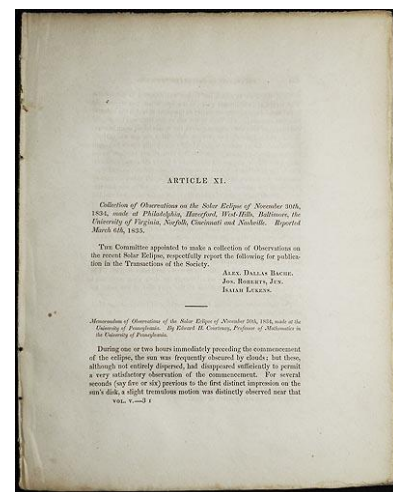 ARTICLE XI.
Collection of Observations on the Solar Eclipse of November 30th,
1834, made at Philadelphia, Haverford, West-Hills, Baltimore, the
University of Virginia, Norfolk, Cincinnati and Nashville. Reported
March 6th, 1835.
The Committee appointed to make a collection of Observations on
the recent Solar Eclipse, respectfully report the following for publica-
tion in the Transactions of the Society.
Alex. Dallas Bache.
Jos. Roberts, Jun.
Isaiah Lukens.
Memorandum of Observations of the Solar Eclipse of November 30th, 1834, made at the
University of Pennsylvania. By Edward H. Courtenay, Professor of Mathematics in
the University of Pennsylvania.
During one or two hours immediately preceding the commencement
of the eclipse, the sun was frequently obscured by clouds; but these,
although not entirely dispersed, had disappeared sufficiently to permit
a very satisfactory observation of the commencement. For several
seconds (say five or six) previous to the first distinct impression on the
sun's disk, a slight tremulous motion was distinctly observed near that
VOL. V.—3 I